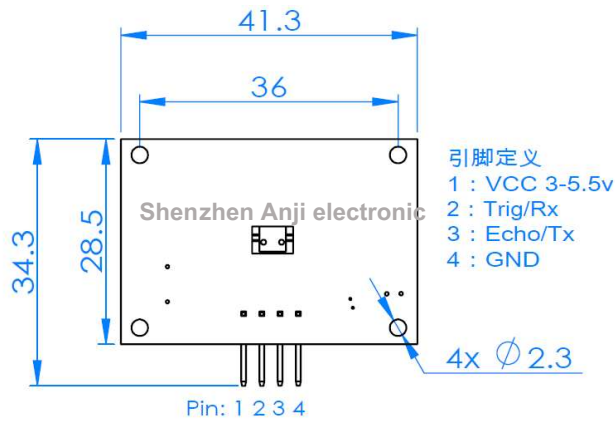 41.3
36
34.3
28.5
Shenzhen Anji electronic
引脚定义
1：VCC 3-5.5v
2：Trig/Rx
3：Echo/Tx
4：GND
4x ∅2.3
Pin: 1 2 3 4